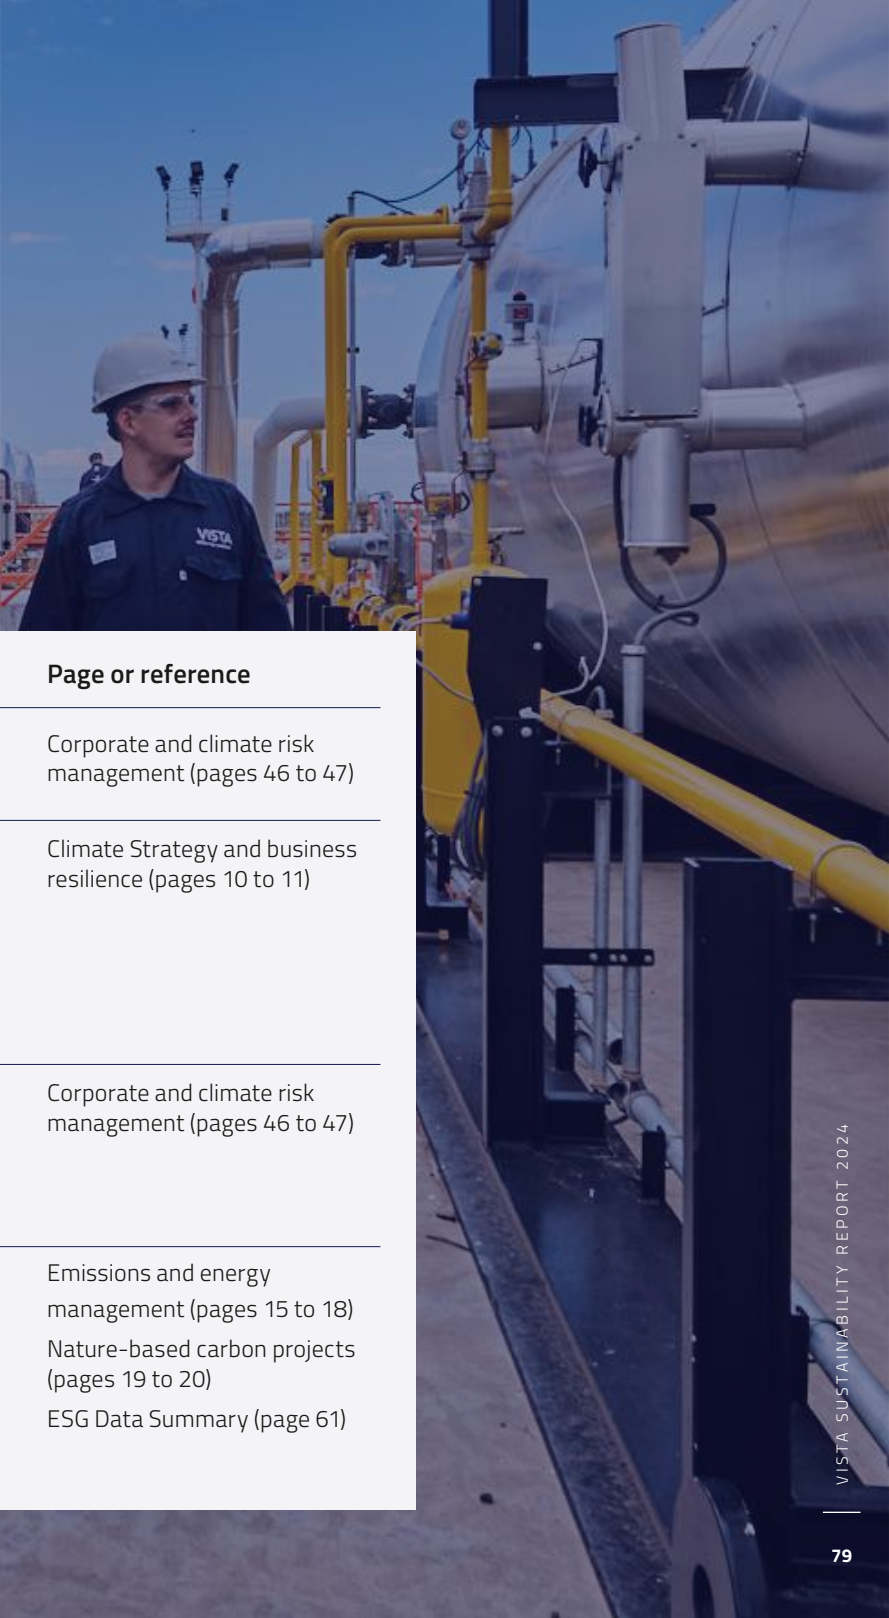 VISTA
Page or reference
Corporate and climate risk
management (pages 46 to 47)
Climate Strategy and business
resilience (pages 10 to 11)
Corporate and climate risk
management (pages 46 to 47)
Emissions and energy
management (pages 15 to 18)
Nature-based carbon projects
(pages 19 to 20)
ESG Data Summary (page 61)
VISTA SUSTAINABILITY REPORT 2024
79